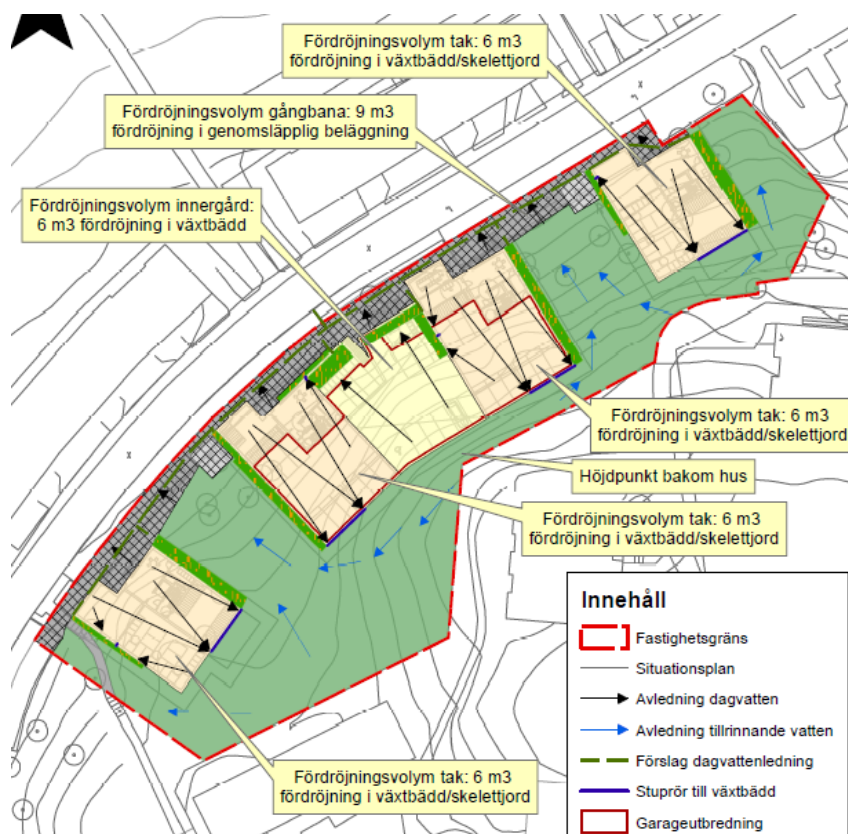 Fördröjningsvolym tak: 6 m3
fördröjning i växtbädd/skelettjord
Fördröjningsvolym gångbana: 9 m3
fördröjning i genomsläpplig beläggning
Fördröjningsvolym innergård:
6 m3 fördröjning i växtbädd
Fördröjningsvolym tak: 6 m3
fördröjning i växtbädd/skelettjord
Höjdpunkt bakom hus
Fördröjningsvolym tak: 6 m3
fördröjning i växtbädd/skelettjord
Fördröjningsvolym tak: 6 m3
fördröjning i växtbädd/skelettjord
Innehåll
Fastighetsgräns
Situationsplan
Avledning dagvatten
Avledning tillrinnande vatten
Förslag dagvattenledning
Stuprör till växtbädd
Garageutbredning